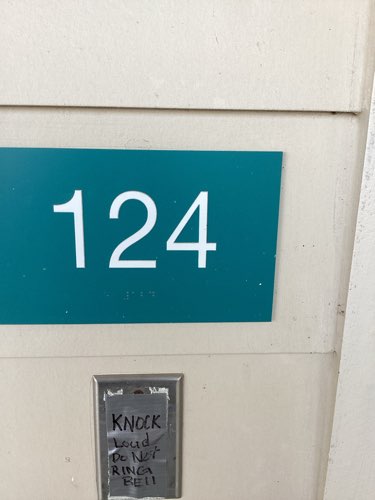 124
KNOCK
Loud
Do Not
RING
BEll